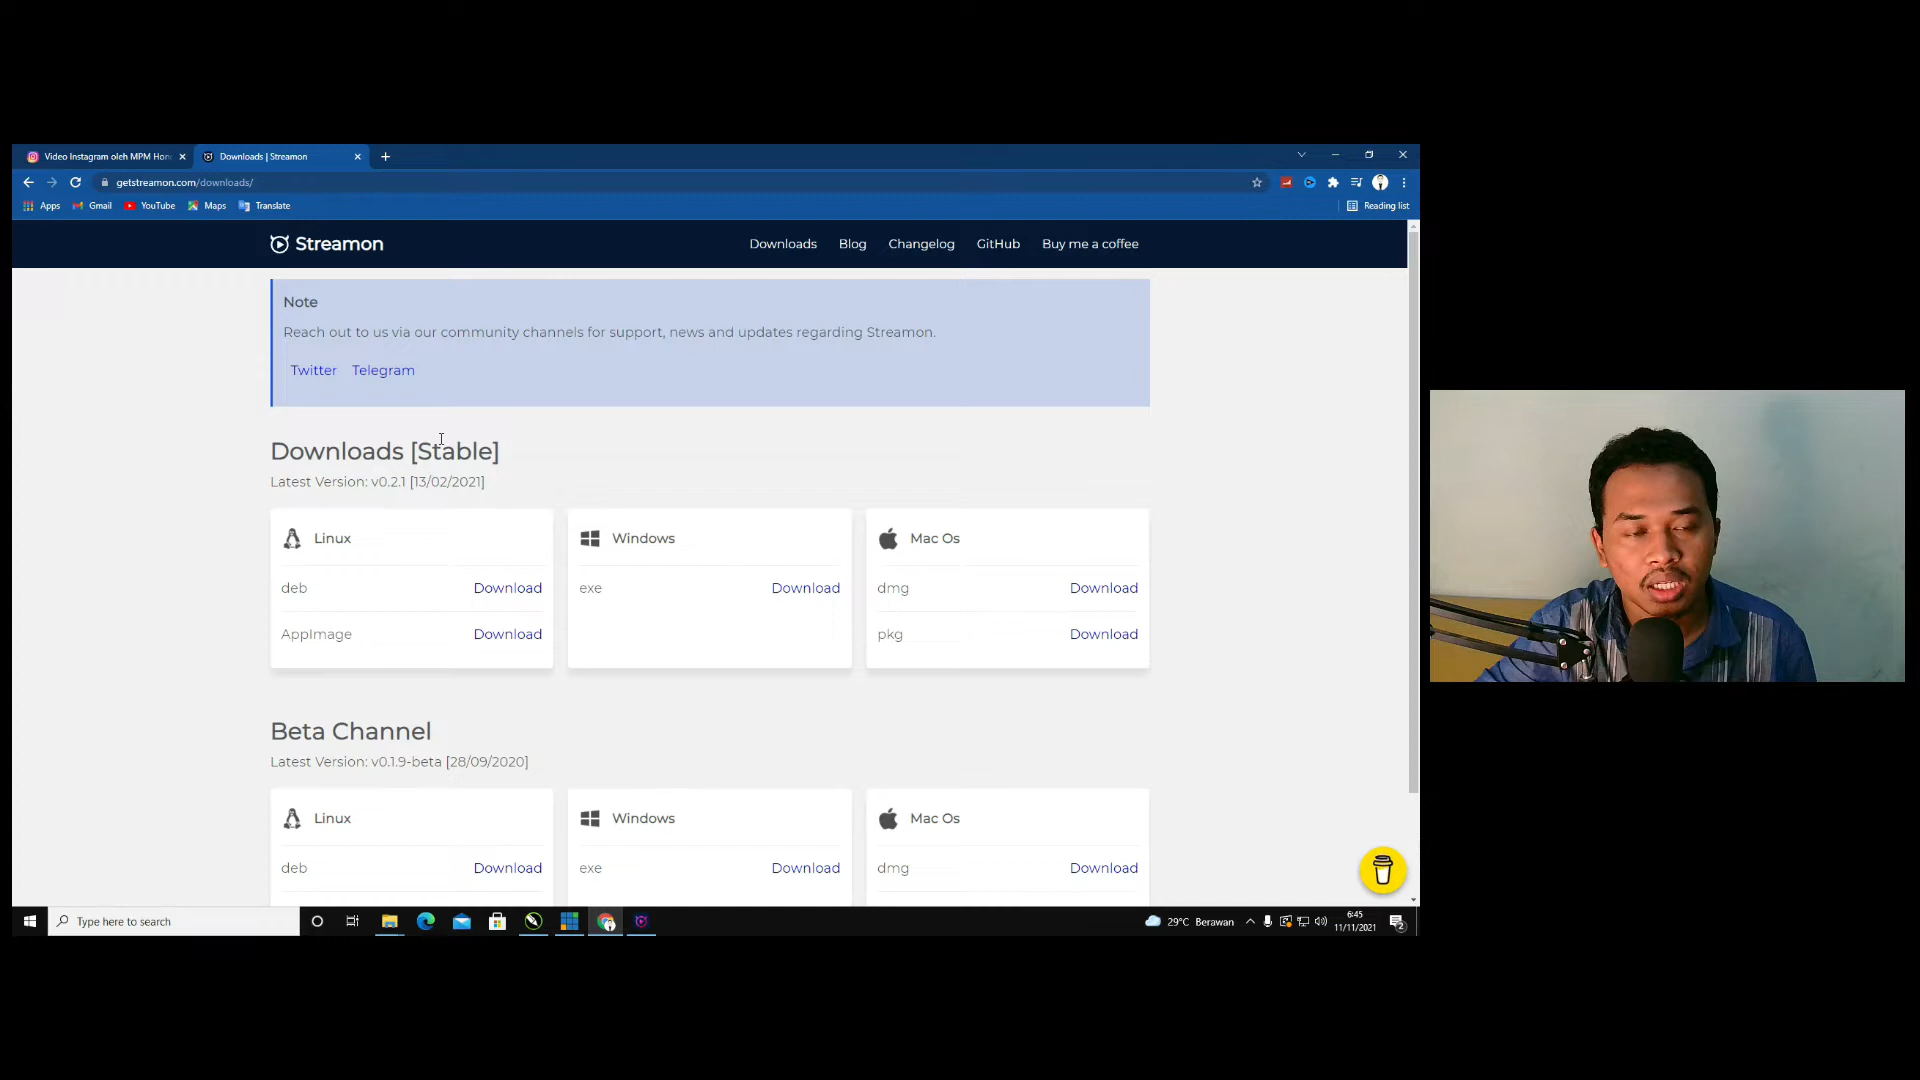 Video Instagram oleh MPM Hon
Downloads | Streamon
getstreamon.com/downloads/
Apps Gmail YouTube Maps Translate Reading list
Streamon Downloads Blog Changelog GitHub Buy me a coffee
Note
Reach out to us via our community channels for support, news and updates regarding Streamon.
Twitter Telegram
Downloads [Stable]
Latest Version: v0.2.1 [13/02/2021]
Linux Windows Mac Os
deb Download exe Download dmg Download
AppImage Download pkg Download
Beta Channel
Latest Version: v0.1.9-beta [28/09/2020]
Linux Windows Mac Os
deb Download exe Download dmg Download
Type here to search 29°C Berawan 6:45
11/11/2021 2